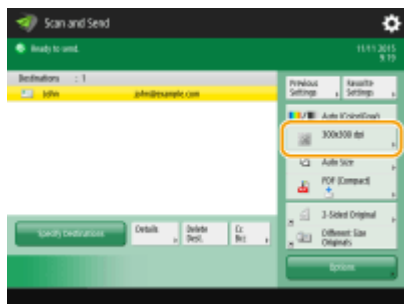 Scan and Send
Ready to send.
11/11 2015
9:19
Destinations : 1
John john@example.com
Previous Settings
Favorite Settings
Auto (Color/Gray)
300x300 dpi
Auto Size
PDF (Compact)
2-Sided Original
Different Size Originals
Specify Destinations
Details
Delete Dest.
Cc Bcc
Options